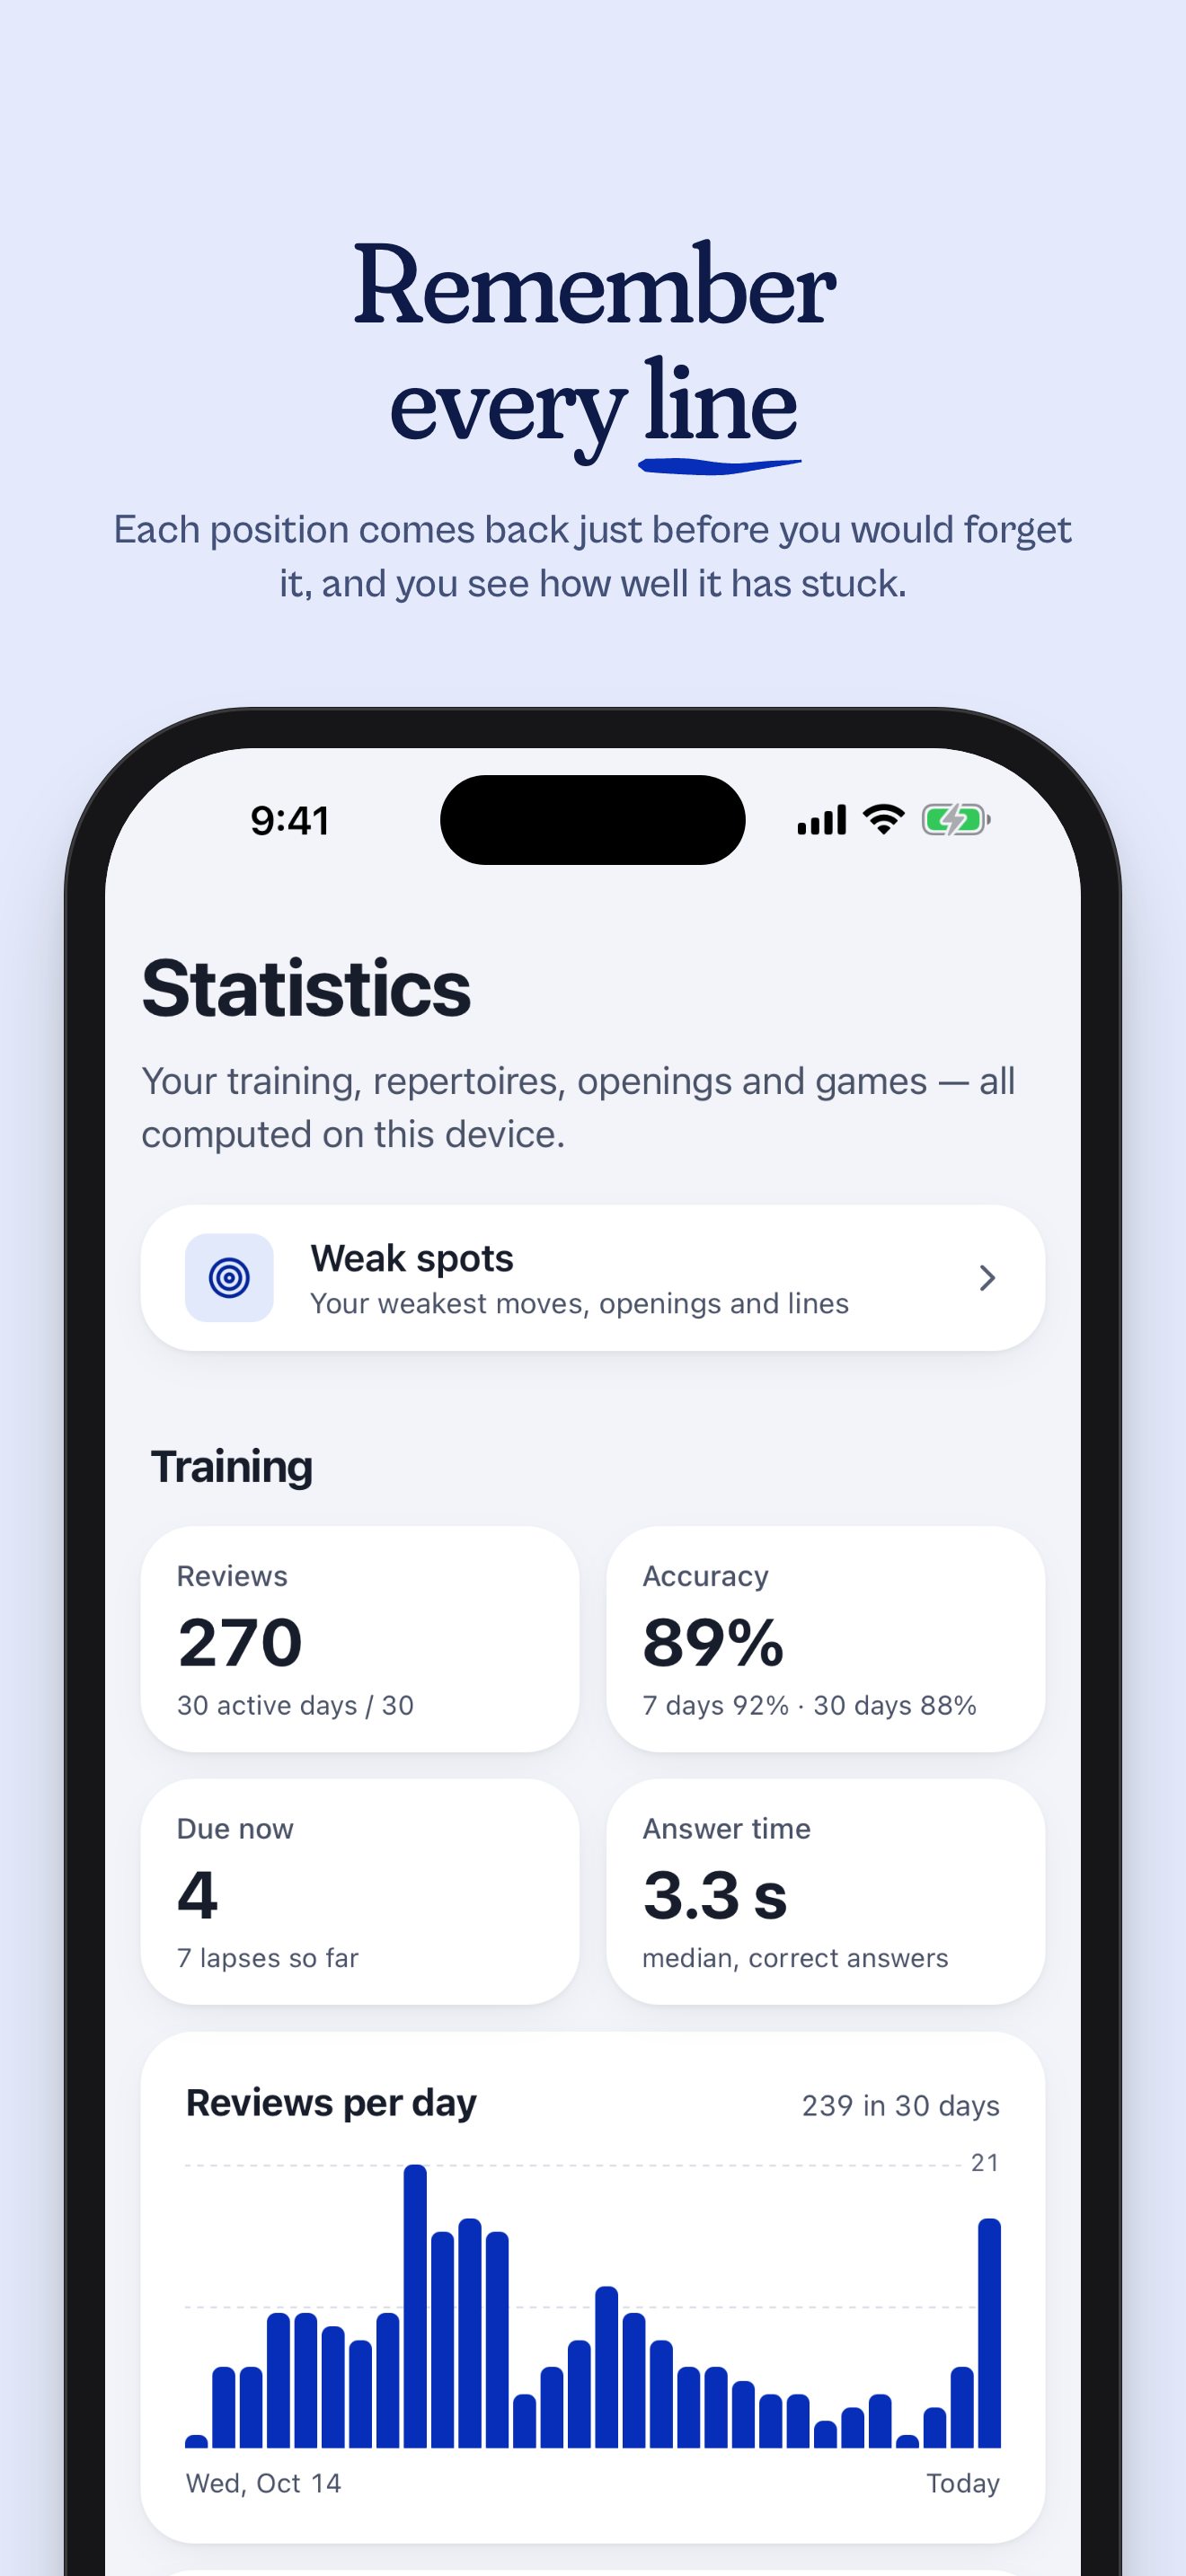 Remember
every line
Each position comes back just before you would forget
it, and you see how well it has stuck.
9:41
Statistics
Your training, repertoires, openings and games — all
computed on this device.
Weak spots
Your weakest moves, openings and lines
Training
Reviews
270
30 active days / 30
Accuracy
89%
7 days 92% · 30 days 88%
Due now
4
7 lapses so far
Answer time
3.3 s
median, correct answers
Reviews per day
239 in 30 days
21
Wed, Oct 14
Today